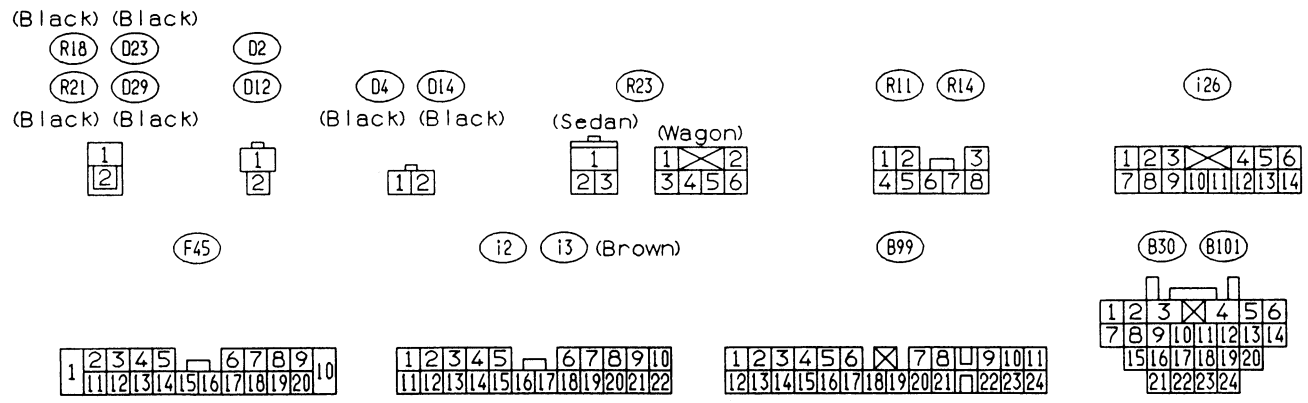 (Black) (Black)
R18 D23 D2
R21 D29 D12 D4 D14 R23 R11 R14 i26
(Black) (Black) (Black) (Black) (Sedan) (Wagon)
1 1 1 1 2 1 2 3 1 2 3 4 5 6
2 2 1 2 2 3 3 4 5 6 4 5 6 7 8 7 8 9 10 11 12 13 14
F45 i2 i3 (Brown) B99 B30 B101
1 2 3 4 5 6
7 8 9 10 11 12 13 14
1 2 3 4 5 6 7 8 9 10 1 2 3 4 5 6 7 8 9 10 1 2 3 4 5 6 7 8 9 10 11 15 16 17 18 19 20
11 12 13 14 15 16 17 18 19 20 11 12 13 14 15 16 17 18 19 20 21 22 12 13 14 15 16 17 18 19 20 21 22 23 24 21 22 23 24